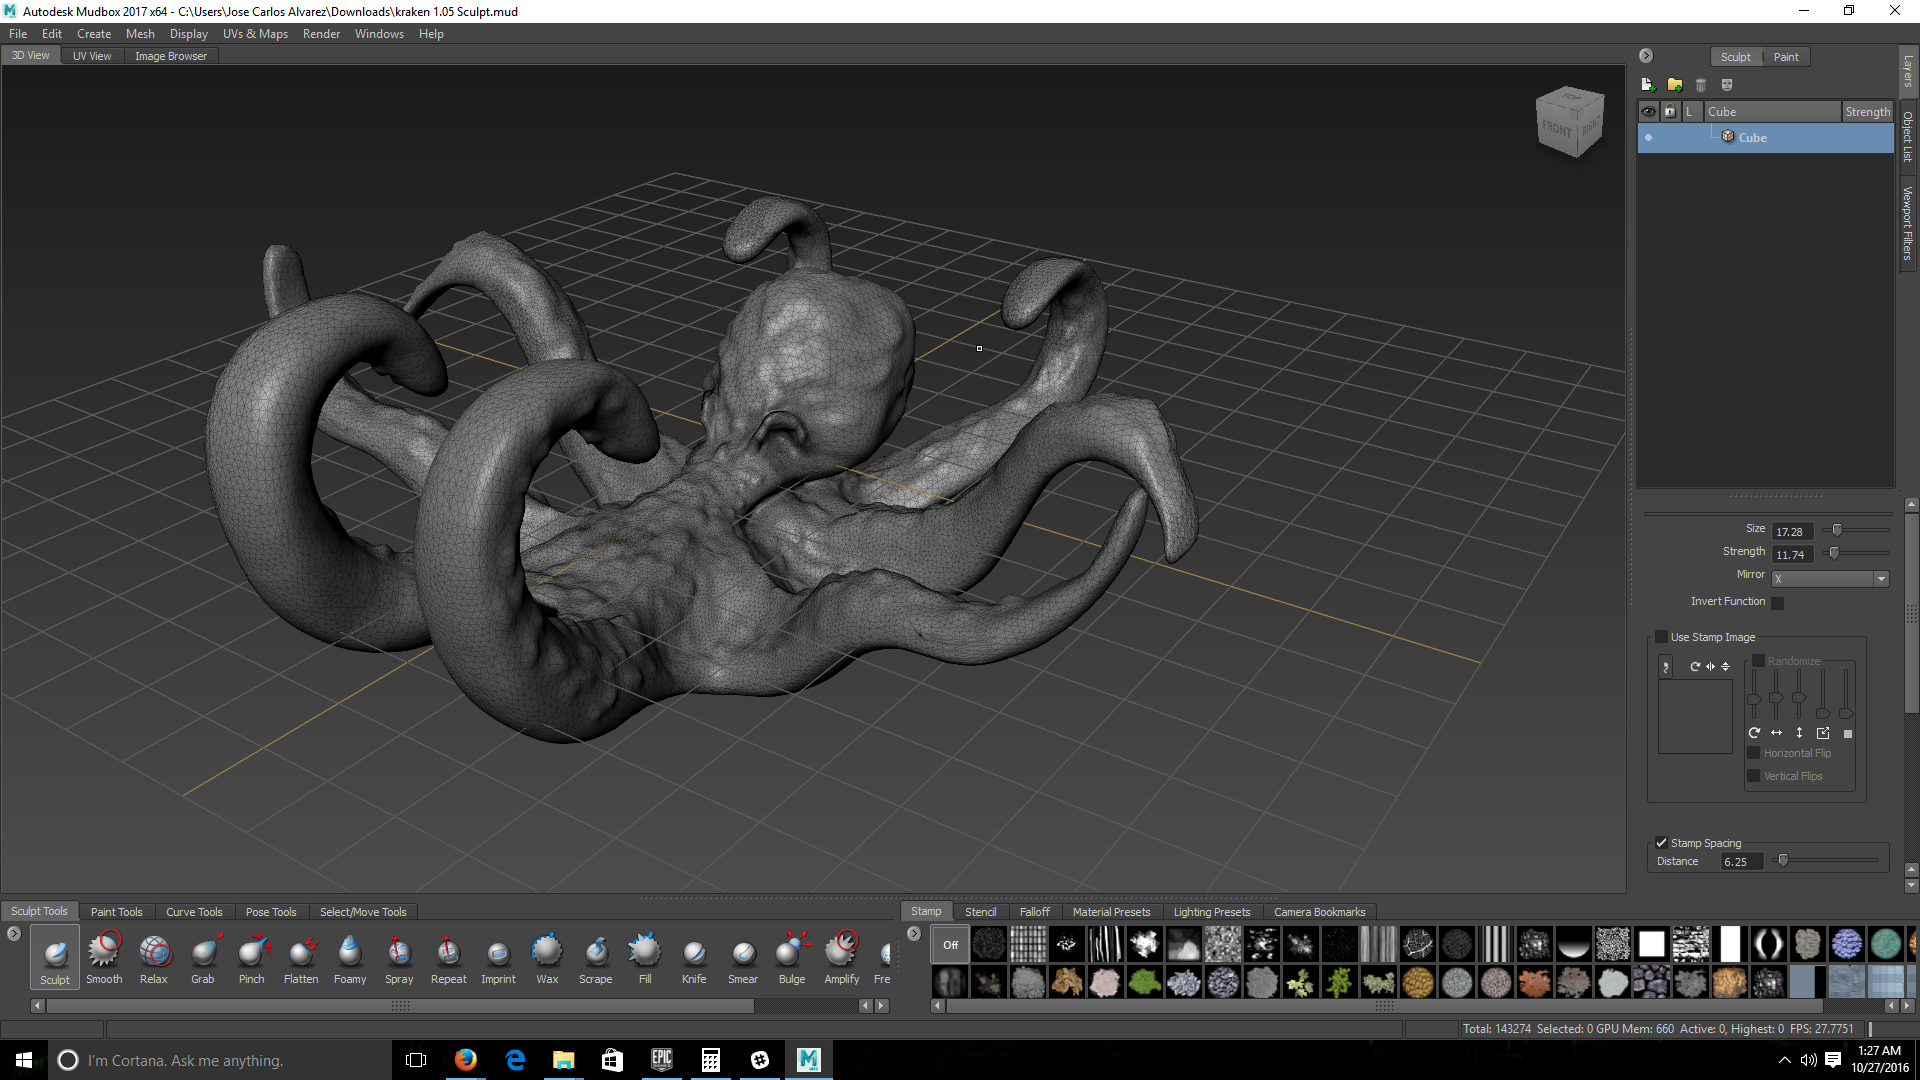 Autodesk Mudbox 2017 x64 - C:\Users\Jose Carlos Alvarez\Downloads\kraken 1.05 Sculpt.mud
File Edit Create Mesh Display UVs & Maps Render Windows Help
3D View UV View Image Browser
Sculpt Paint
L Cube Strength
Cube
Layers
Object List
Viewport Filters
TOP
FRONT RIGHT
Size 17.28
Strength 11.74
Mirror X
Invert Function
Use Stamp Image
Randomize
Horizontal Flip
Vertical Flips
Stamp Spacing
Distance 6.25
Sculpt Tools Paint Tools Curve Tools Pose Tools Select/Move Tools
Sculpt Smooth Relax Grab Pinch Flatten Foamy Spray Repeat Imprint Wax Scrape Fill Knife Smear Bulge Amplify Fre
Stamp Stencil Falloff Material Presets Lighting Presets Camera Bookmarks
Off
Total: 143274 Selected: 0 GPU Mem: 660 Active: 0, Highest: 0 FPS: 27.7751
I'm Cortana. Ask me anything.
EPIC
GAMES
M
1:27 AM
10/27/2016